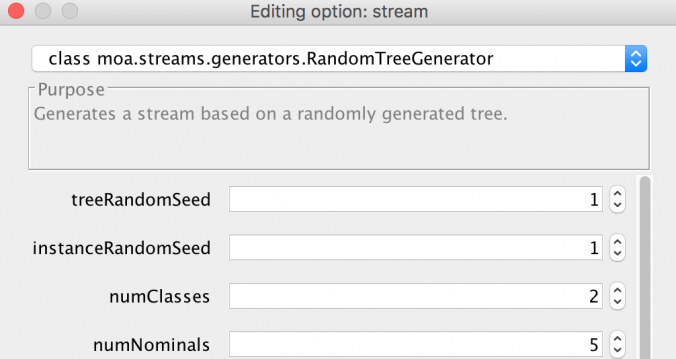 Editing option: stream
class moa.streams.generators.RandomTreeGenerator
Purpose
Generates a stream based on a randomly generated tree.
treeRandomSeed 1
instanceRandomSeed 1
numClasses 2
numNominals 5